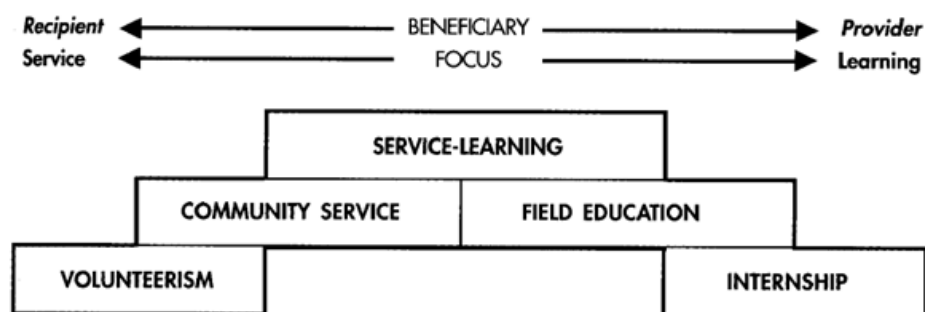 Recipient BENEFICIARY Provider
Service FOCUS Learning
SERVICE-LEARNING
COMMUNITY SERVICE FIELD EDUCATION
VOLUNTEERISM INTERNSHIP